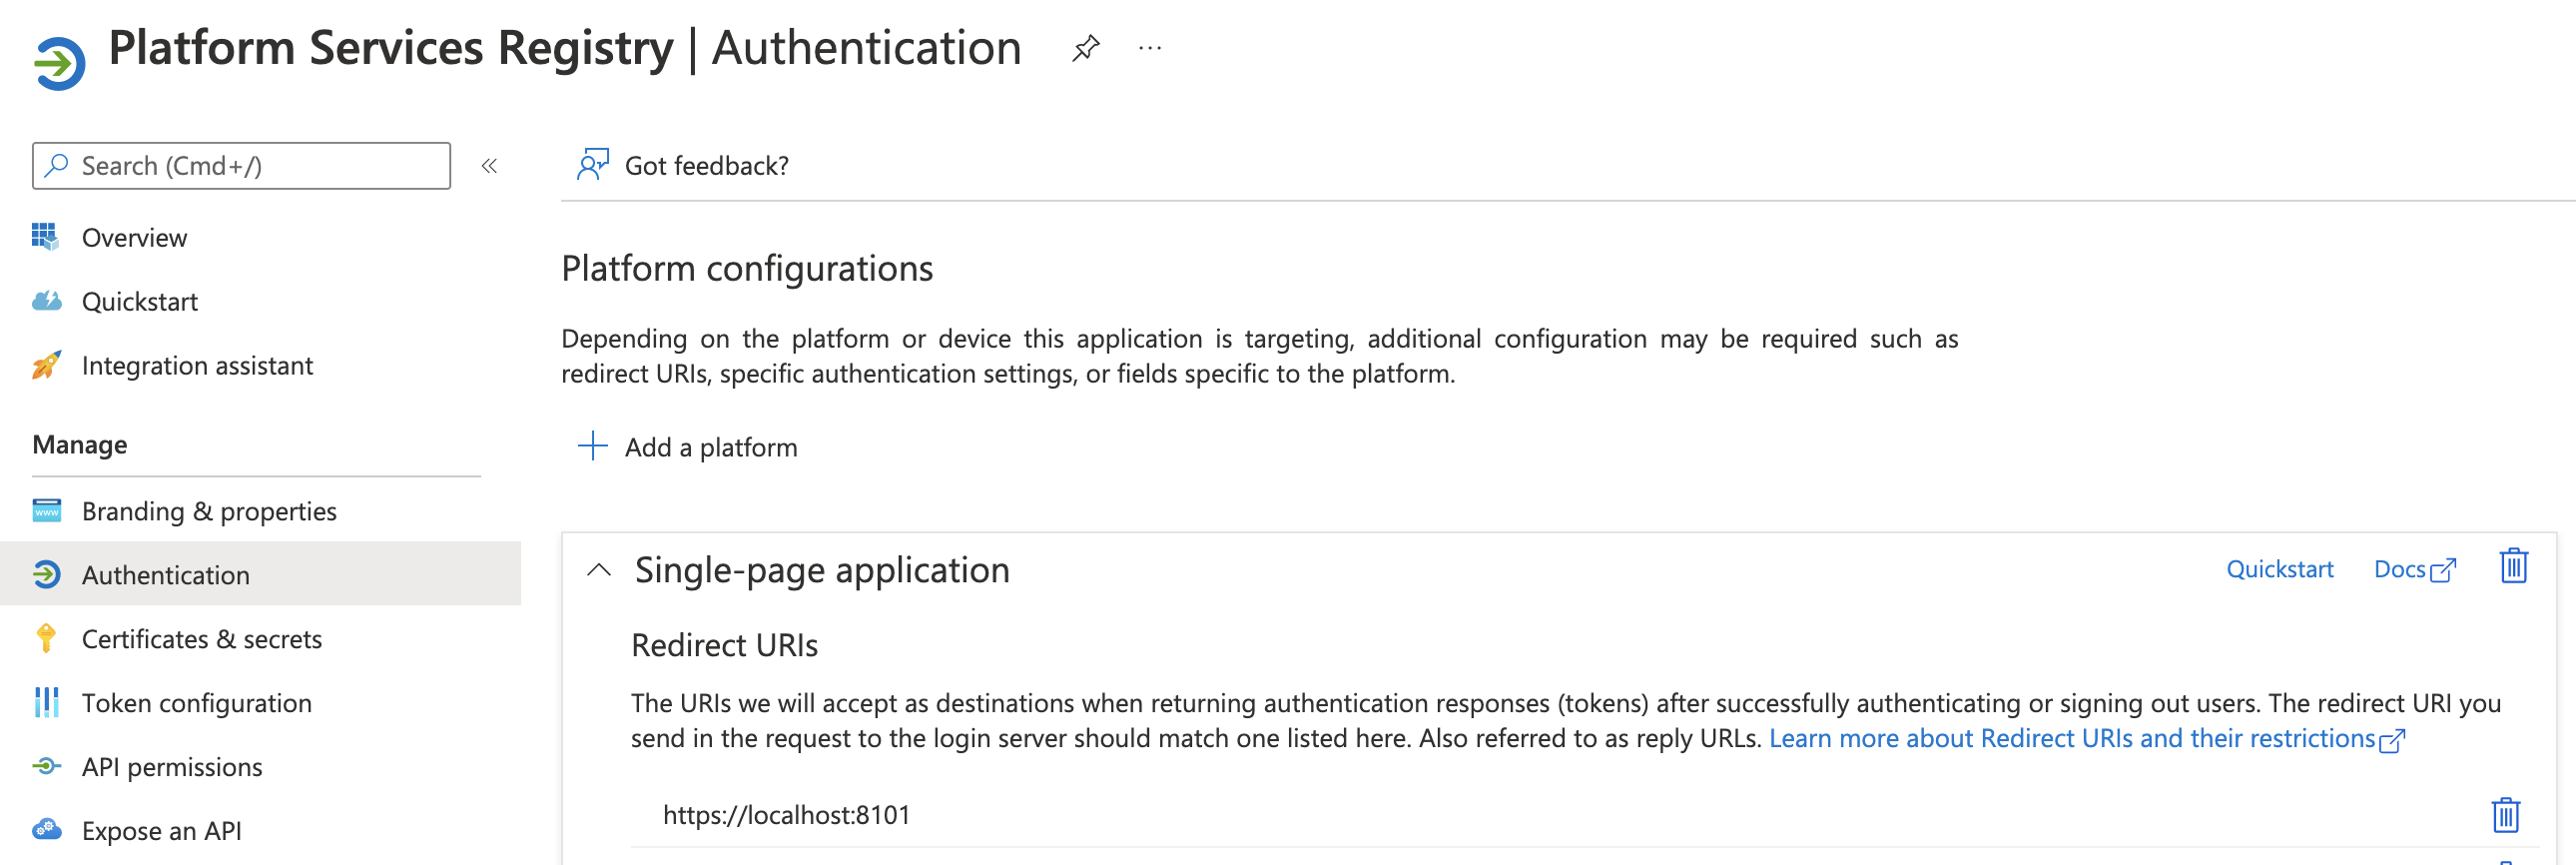 Platform Services Registry | Authentication
Search (Cmd+/)
Got feedback?
Overview
Quickstart
Integration assistant
Manage
Branding & properties
Authentication
Certificates & secrets
Token configuration
API permissions
Expose an API
Platform configurations
Depending on the platform or device this application is targeting, additional configuration may be required such as
redirect URIs, specific authentication settings, or fields specific to the platform.
Add a platform
Single-page application
Quickstart
Docs
Redirect URIs
The URIs we will accept as destinations when returning authentication responses (tokens) after successfully authenticating or signing out users. The redirect URI you
send in the request to the login server should match one listed here. Also referred to as reply URLs. Learn more about Redirect URIs and their restrictions
https://localhost:8101